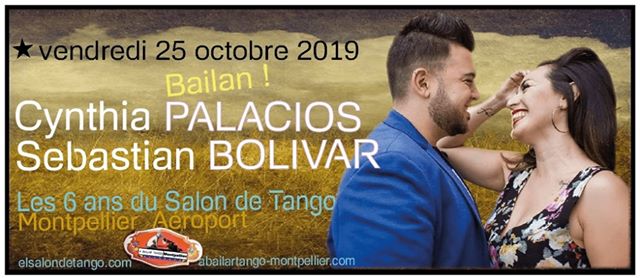 ★ vendredi 25 octobre 2019
Bailan !
Cynthia PALACIOS
Sebastian BOLIVAR
Les 6 ans du Salon de Tango
Montpellier Aéroport
elsalondetango.com
abailartango-montpellier.com